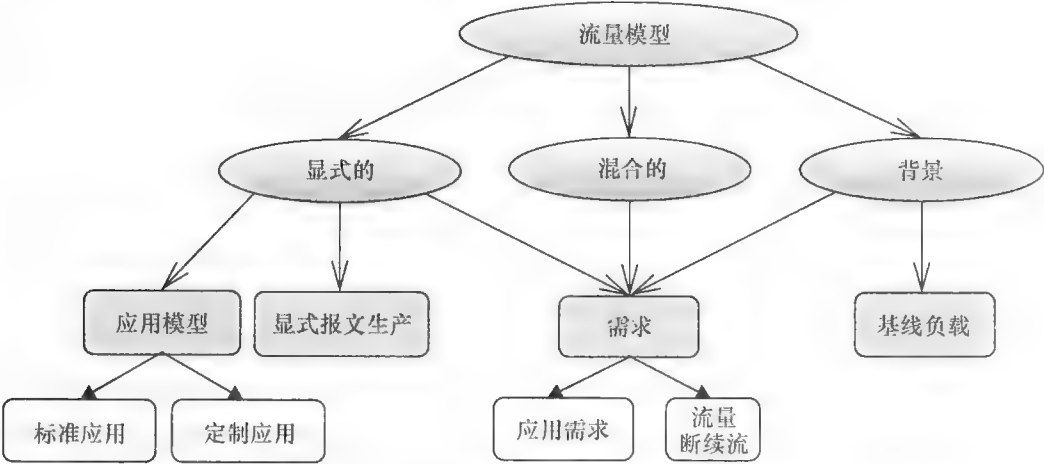 流量模型
显式的
混合的
背景
应用模型
显式报文生产
需求
基线负载
标准应用
定制应用
应用需求
流量
断续流